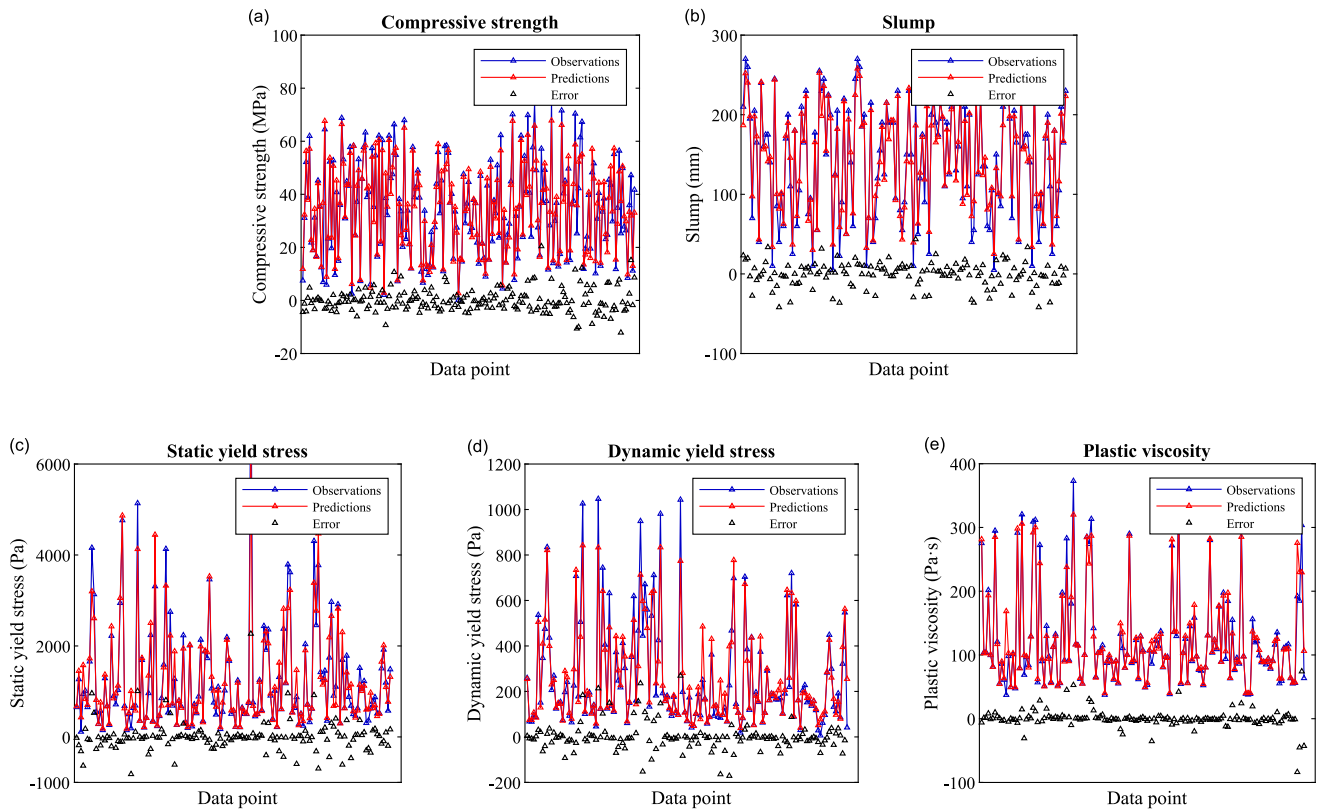 (a)
Compressive strength
100
80
60
40
20
0
-20
Compressive strength (MPa)
Observations
Predictions
Error
Data point
(b)
Slump
300
200
100
0
-100
Slump (mm)
Observations
Predictions
Error
Data point
(c)
Static yield stress
6000
4000
2000
0
-1000
Static yield stress (Pa)
Observations
Predictions
Error
Data point
(d)
Dynamic yield stress
1200
1000
800
600
400
200
0
-200
Dynamic yield stress (Pa)
Observations
Predictions
Error
Data point
(e)
Plastic viscosity
400
300
200
100
0
-100
Plastic viscosity (Pa·s)
Observations
Predictions
Error
Data point